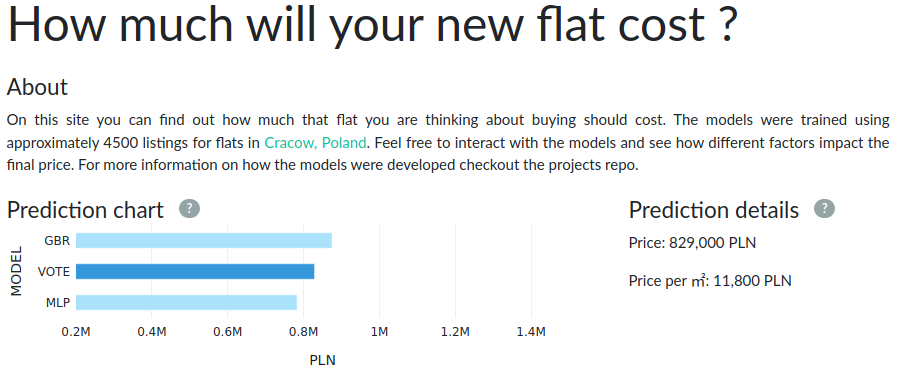 How much will your new flat cost ?
About
On this site you can find out how much that flat you are thinking about buying should cost. The models were trained using
approximately 4500 listings for flats in Cracow, Poland. Feel free to interact with the models and see how different factors impact the
final price. For more information on how the models were developed checkout the projects repo.
Prediction chart ?
MODEL
GBR
VOTE
MLP
0.2M 0.4M 0.6M 0.8M 1M 1.2M 1.4M
PLN
Prediction details ?
Price: 829,000 PLN
Price per m²: 11,800 PLN